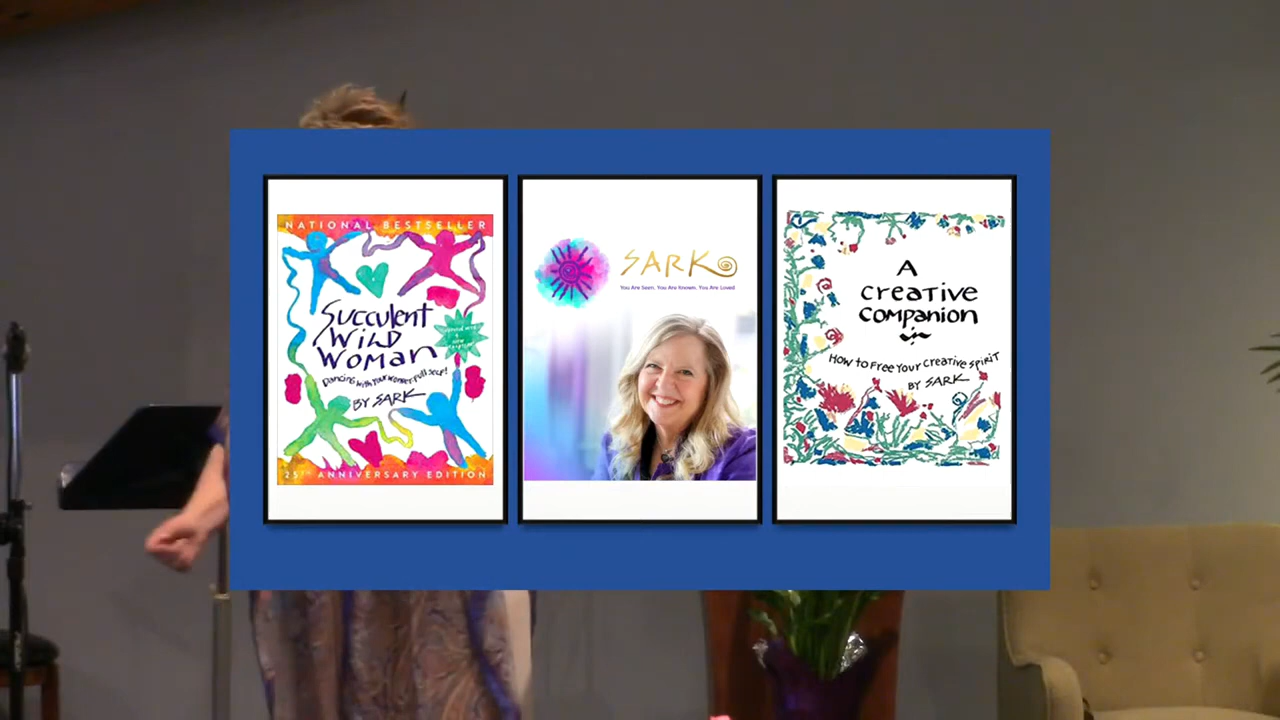 NATIONAL BESTSELLER
Succulent
Wild
Woman
Dancing with Your Wonder-full Self!
BY SARK
25TH ANNIVERSARY EDITION
SARK
You Are Seen, You Are Known, You Are Loved
A
Creative
Companion
How to Free Your Creative Spirit
BY SARK